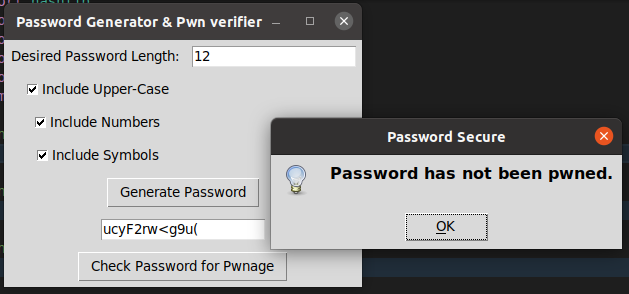 Password Generator & Pwn verifier
Desired Password Length: 12
Include Upper-Case
Include Numbers
Include Symbols
Generate Password
ucyF2rw<g9u(
Check Password for Pwnage
Password Secure
Password has not been pwned.
OK